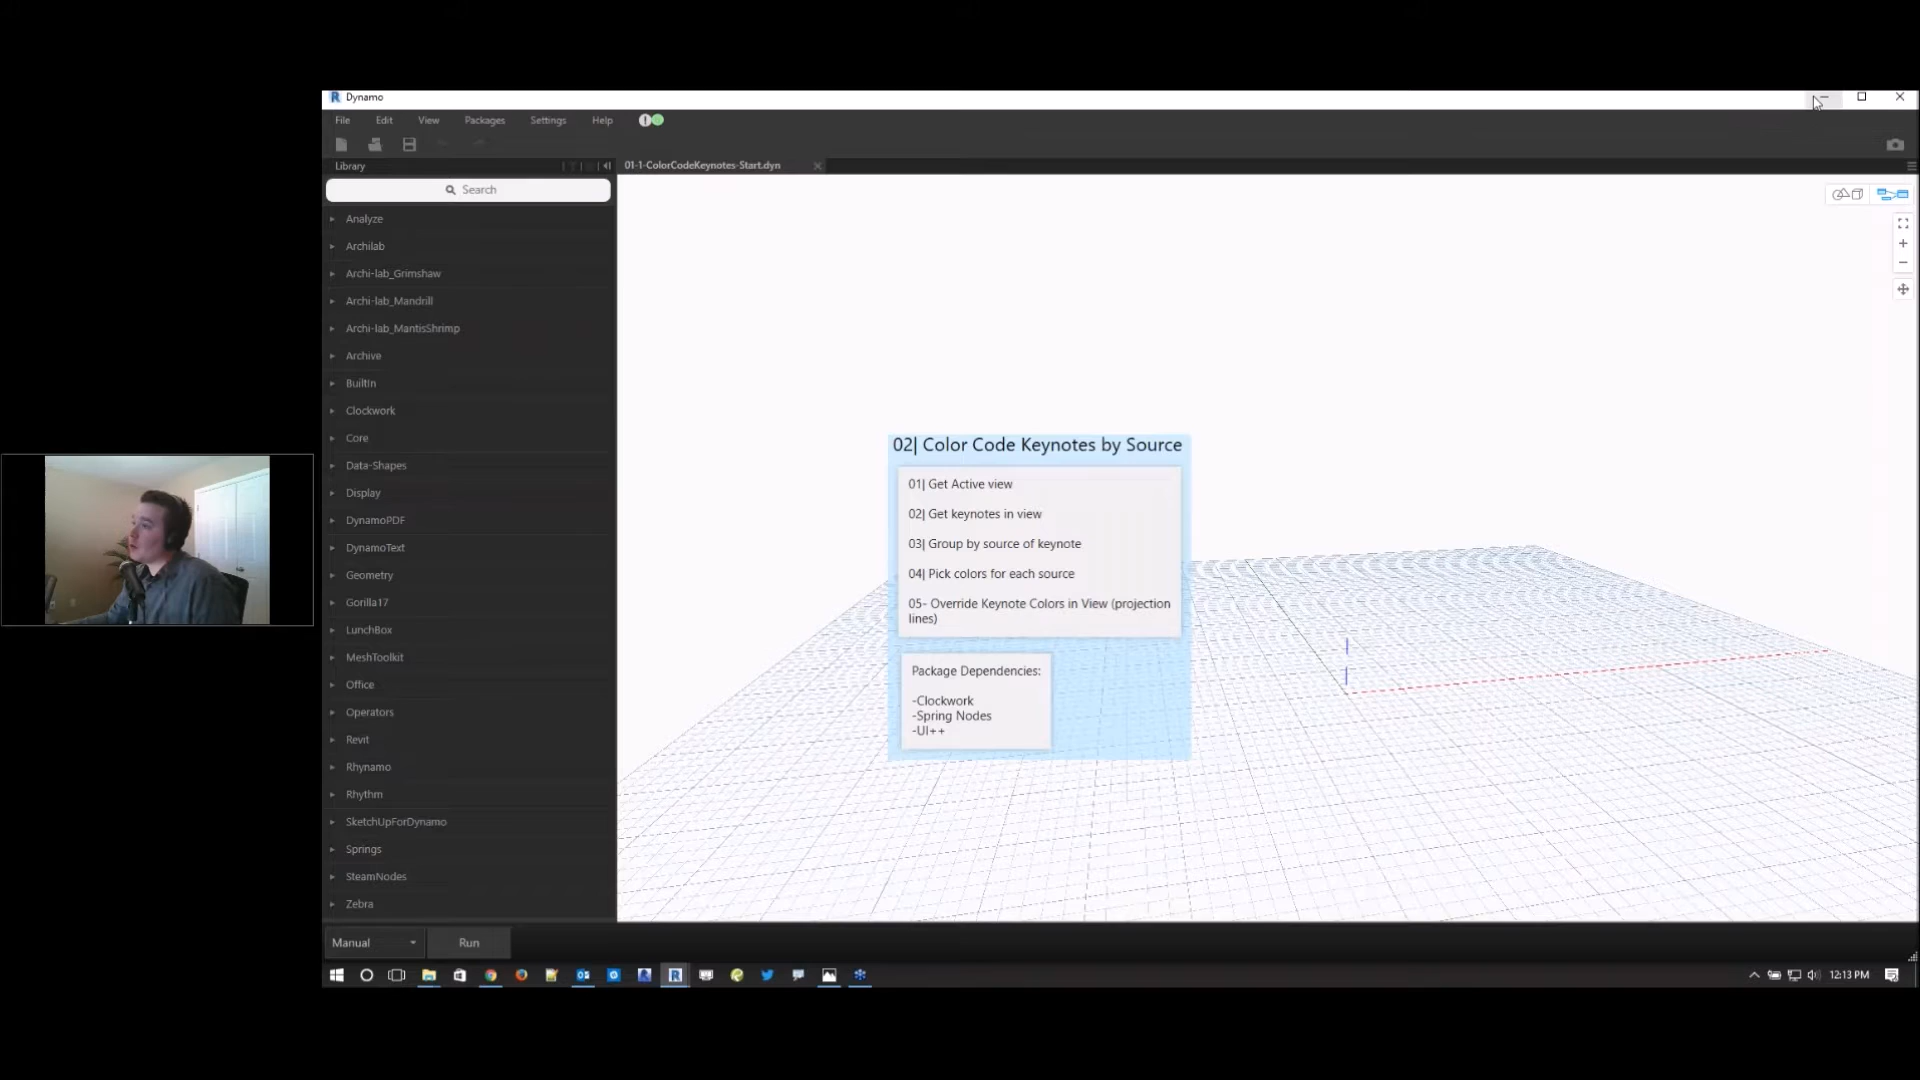 Dynamo
File Edit View Packages Settings Help
Library
01-1-ColorCodeKeynotes-Start.dyn
Search
Analyze
Archilab
Archi-lab_Grimshaw
Archi-lab_Mandrill
Archi-lab_MantisShrimp
Archive
BuiltIn
Clockwork
Core
Data-Shapes
Display
DynamoPDF
DynamoText
Geometry
Gorilla17
LunchBox
MeshToolkit
Office
Operators
Revit
Rhynamo
Rhythm
SketchUpForDynamo
Springs
SteamNodes
Zebra
02| Color Code Keynotes by Source
01| Get Active view
02| Get keynotes in view
03| Group by source of keynote
04| Pick colors for each source
05- Override Keynote Colors in View (projection
lines)
Package Dependencies:
-Clockwork
-Spring Nodes
-UI++
Manual Run
12:13 PM